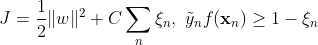 J = \frac{1}{2}\|w\|^2 + C\sum_n \xi_n, \ \tilde{y}_n f(\mathbf{x}_n) \geq 1 - \xi_n